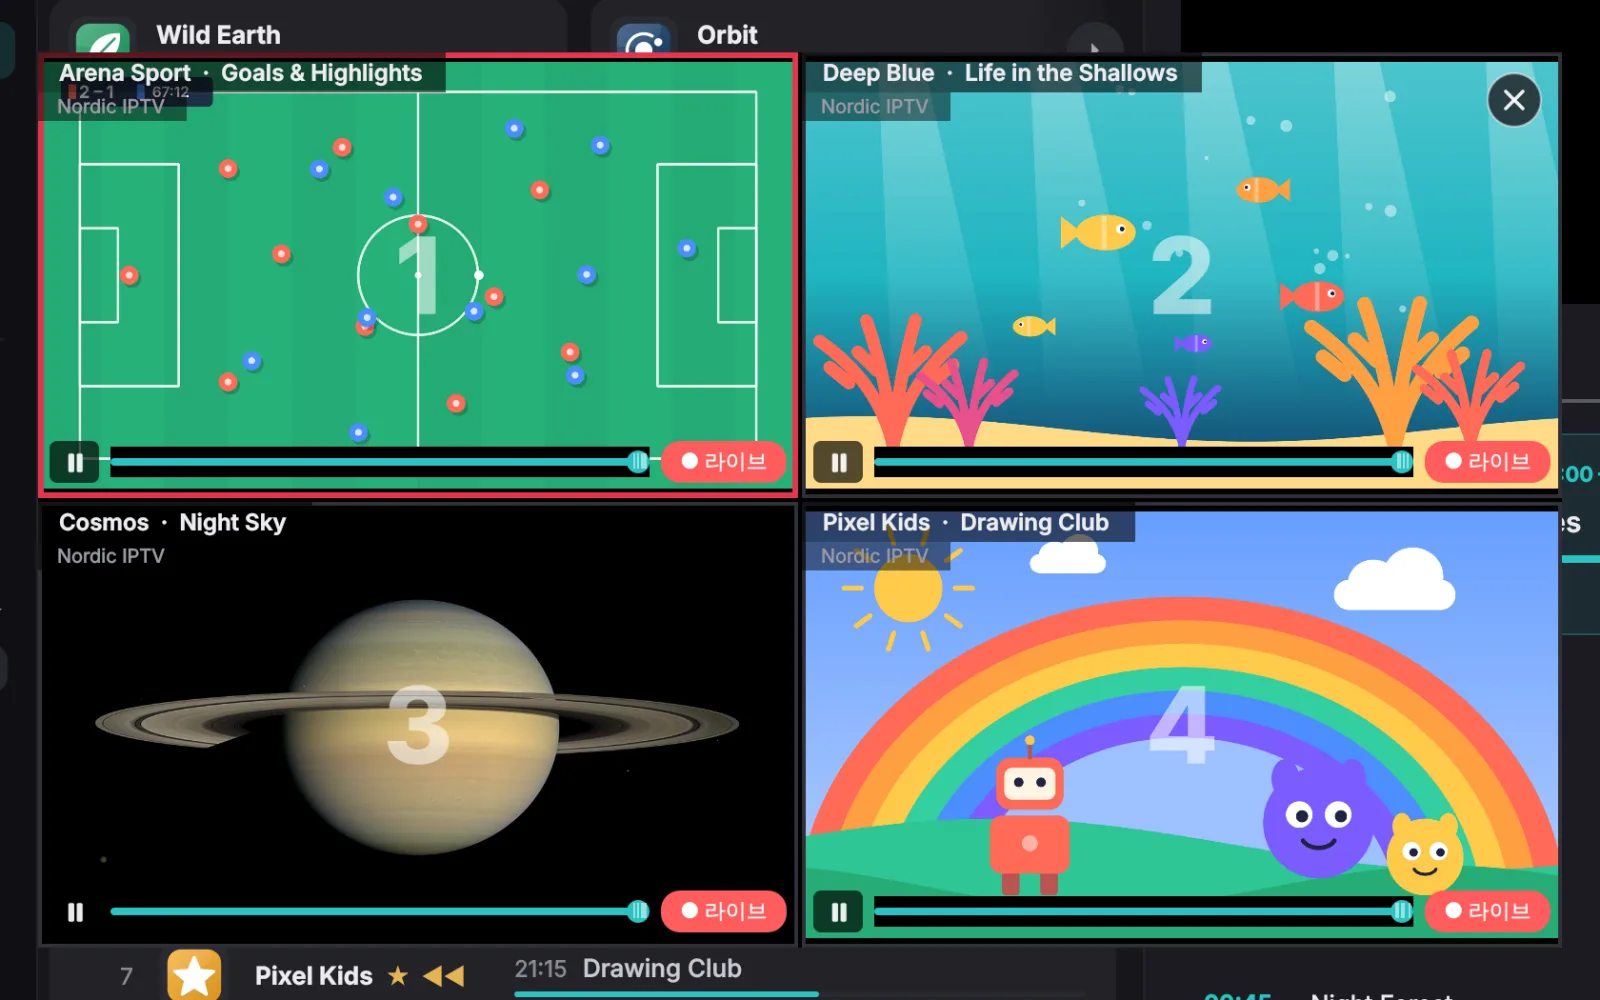 Wild Earth
Orbit
Arena Sport · Goals & Highlights
2 – 1 67:12
Nordic IPTV
1
라이브
Deep Blue · Life in the Shallows
Nordic IPTV
2
라이브
Cosmos · Night Sky
Nordic IPTV
3
라이브
Pixel Kids · Drawing Club
Nordic IPTV
4
라이브
7 Pixel Kids 21:15 Drawing Club